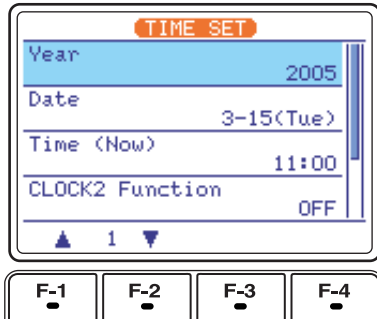 TIME SET
Year
2005
Date
3-15(Tue)
Time (Now)
11:00
CLOCK2 Function
OFF
▲ 1 ▼
F-1 F-2 F-3 F-4